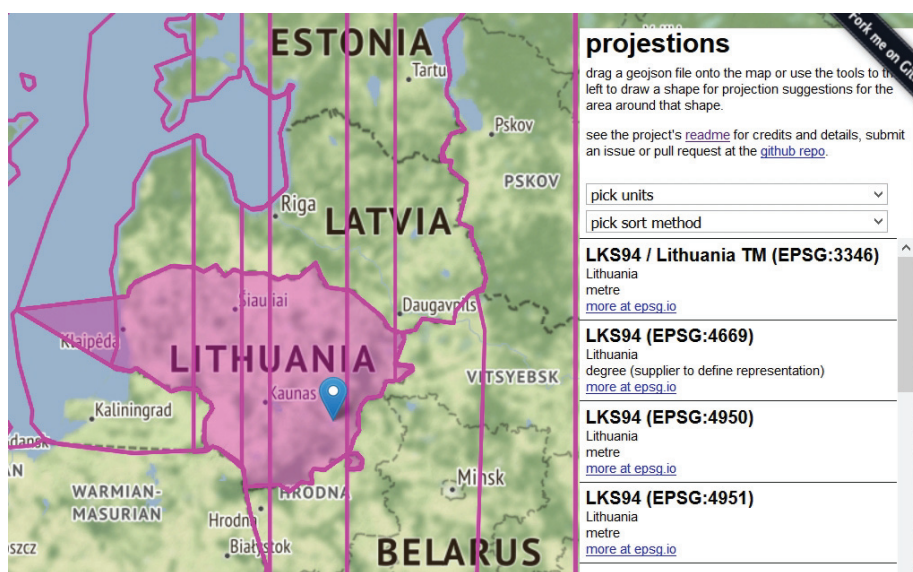 ESTONIA
Tartu
Pskov
PSKOV
Riga
LATVIA
Šiauliai
Daugavpils
Klaipėda
LITHUANIA
VITSYEBSK
Kaunas
Kaliningrad
Gdansk
AN
WARMIAN-
MASURIAN
HRODNA
Minsk
Hrodna
oszcz
Białystok
BELARUS
Fork me on Gi
projestions
drag a geojson file onto the map or use the tools to the
left to draw a shape for projection suggestions for the
area around that shape.
see the project's readme for credits and details, submit
an issue or pull request at the github repo.
pick units
pick sort method
LKS94 / Lithuania TM (EPSG:3346)
Lithuania
metre
more at epsg.io
LKS94 (EPSG:4669)
Lithuania
degree (supplier to define representation)
more at epsg.io
LKS94 (EPSG:4950)
Lithuania
metre
more at epsg.io
LKS94 (EPSG:4951)
Lithuania
metre
more at epsg.io